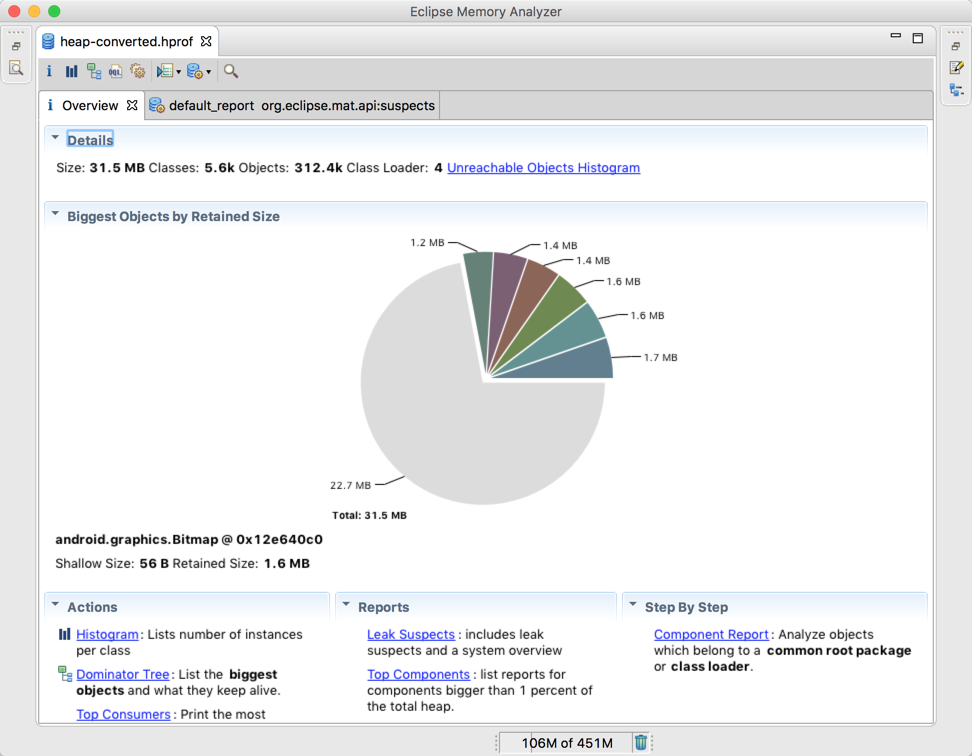 Eclipse Memory Analyzer
heap-converted.hprof
i
OQL
i Overview
default_report org.eclipse.mat.api:suspects
Details
Size: 31.5 MB Classes: 5.6k Objects: 312.4k Class Loader: 4 Unreachable Objects Histogram
Biggest Objects by Retained Size
1.2 MB
1.4 MB
1.4 MB
1.6 MB
1.6 MB
1.7 MB
22.7 MB
Total: 31.5 MB
android.graphics.Bitmap @ 0x12e640c0
Shallow Size: 56 B Retained Size: 1.6 MB
Actions
Histogram: Lists number of instances
per class
Dominator Tree: List the biggest
objects and what they keep alive.
Top Consumers: Print the most
Reports
Leak Suspects: includes leak
suspects and a system overview
Top Components: list reports for
components bigger than 1 percent of
the total heap.
Step By Step
Component Report: Analyze objects
which belong to a common root package
or class loader.
106M of 451M